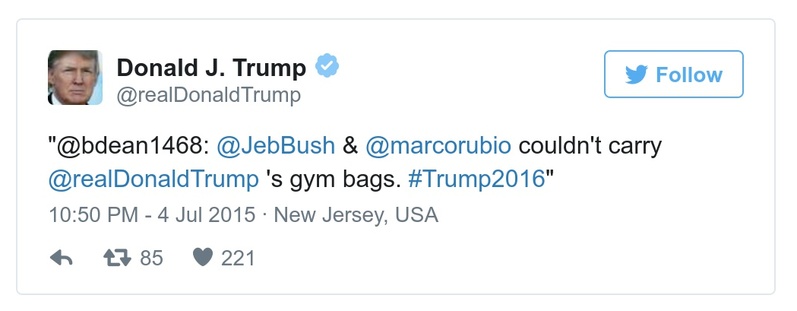 Donald J. Trump
@realDonaldTrump
Follow
"@bdean1468: @JebBush & @marcorubio couldn't carry
@realDonaldTrump 's gym bags. #Trump2016"
10:50 PM - 4 Jul 2015 · New Jersey, USA
85 221